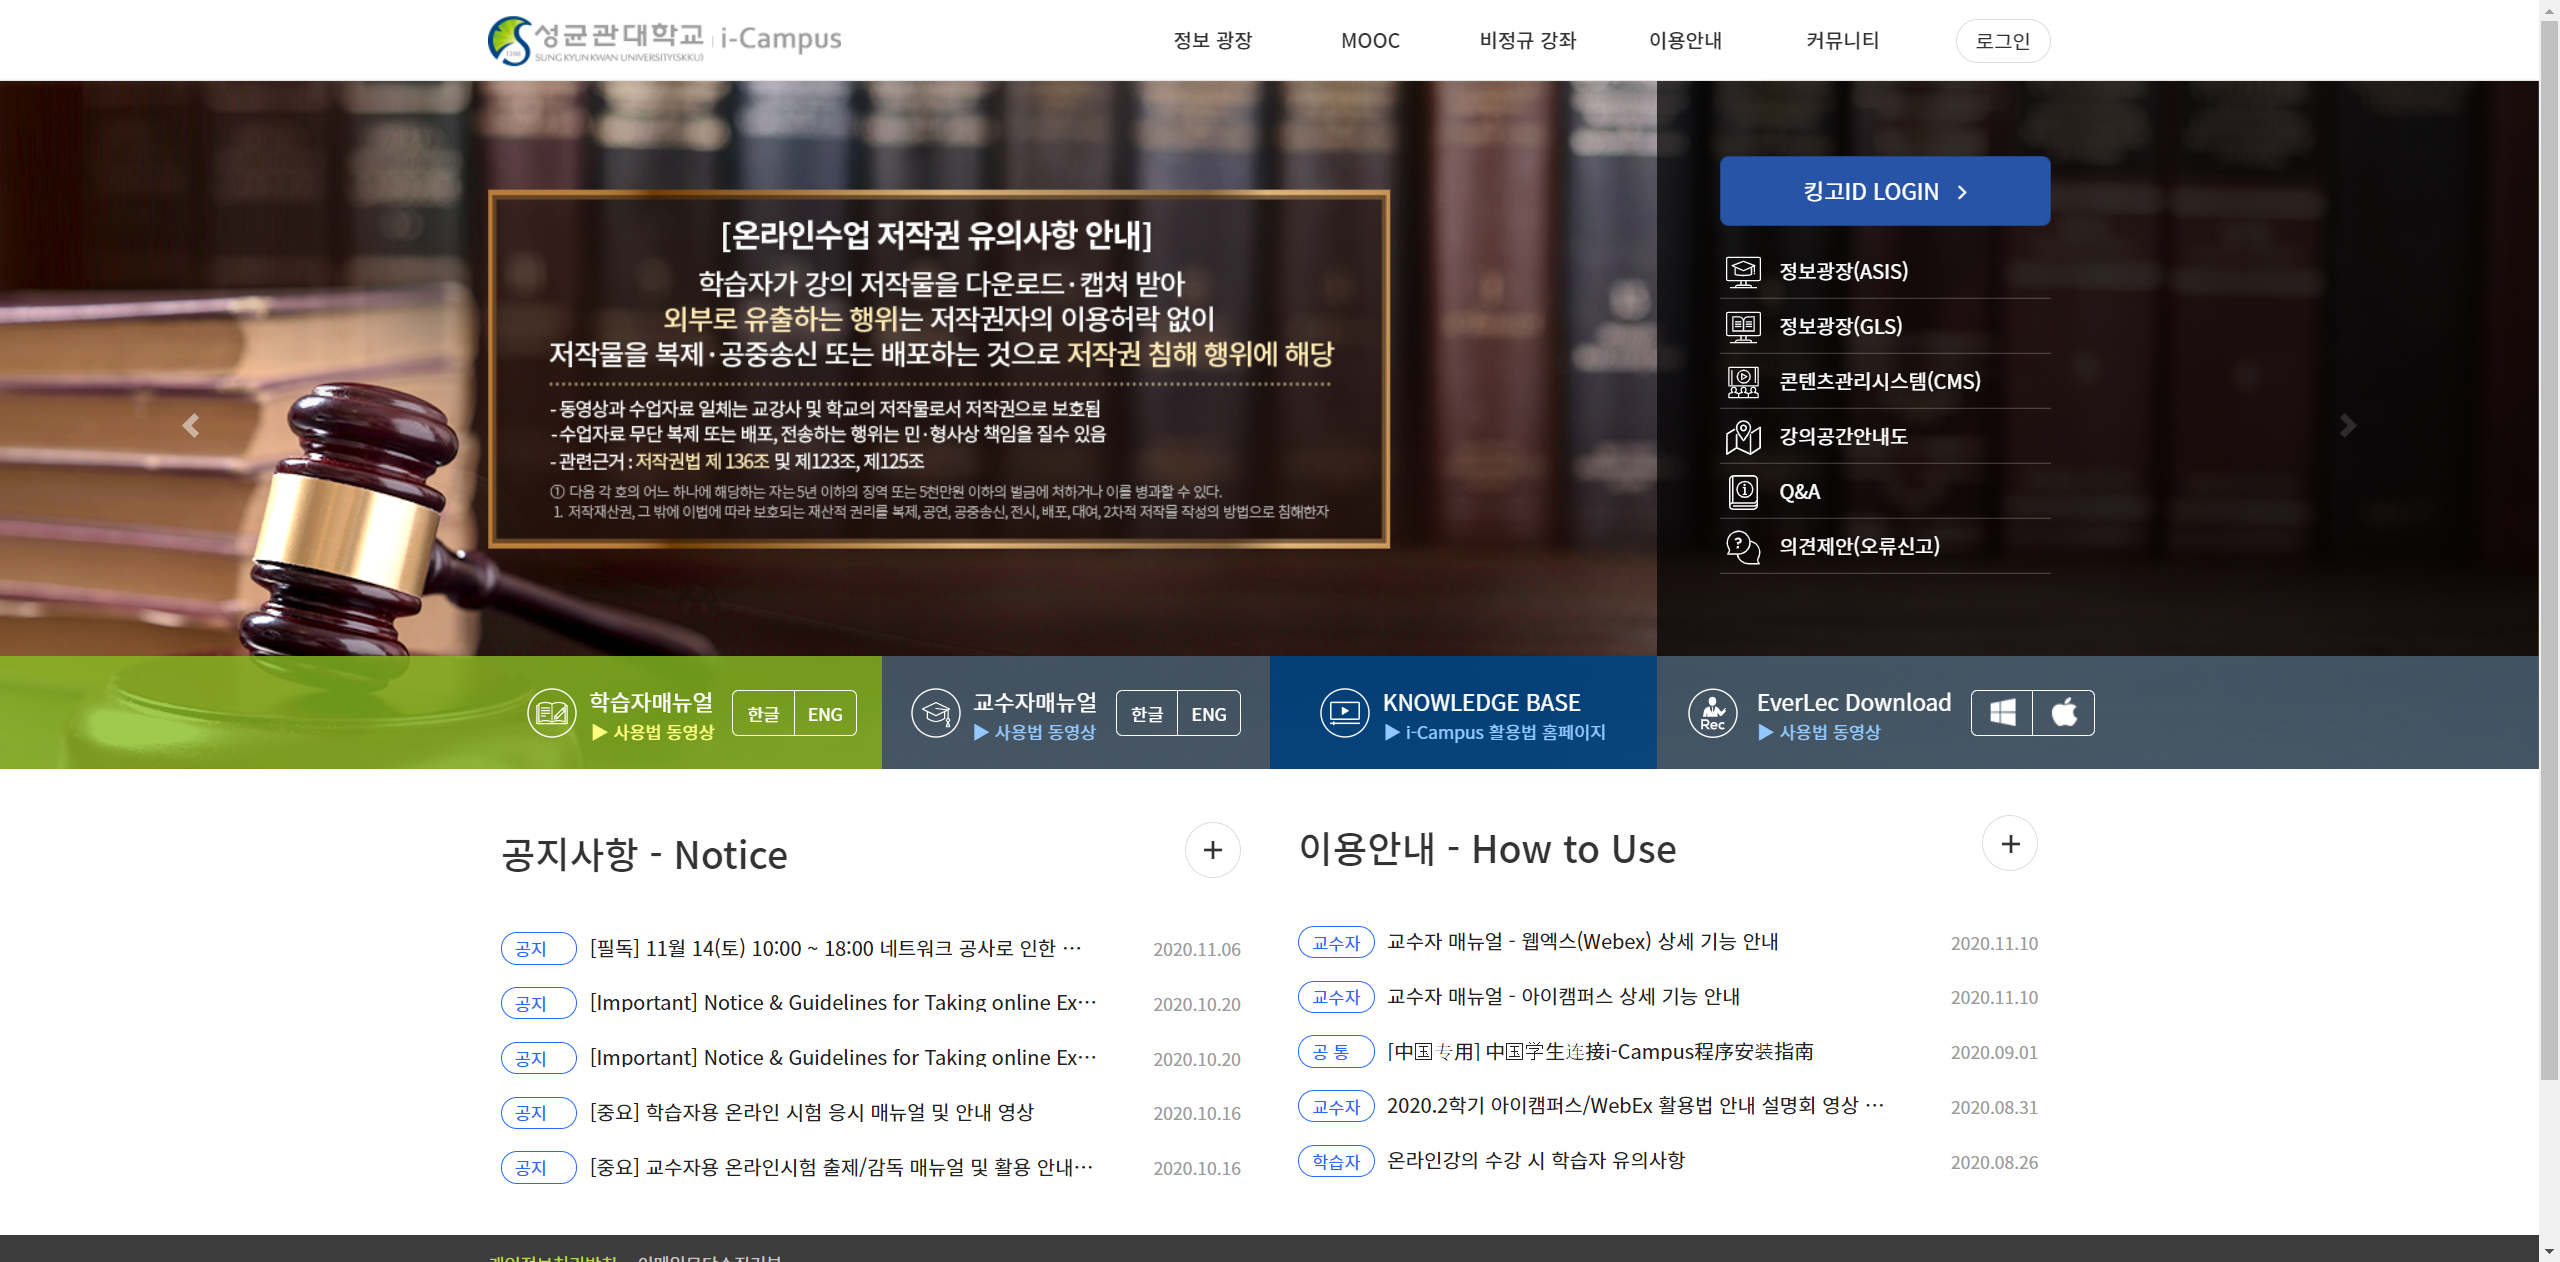 성균관대학교 i-Campus
SUNG KYUN KWAN UNIVERSITY(SKKU)
정보 광장 MOOC 비정규 강좌 이용안내 커뮤니티 로그인
[온라인수업 저작권 유의사항 안내]
학습자가 강의 저작물을 다운로드·캡쳐 받아
외부로 유출하는 행위는 저작권자의 이용허락 없이
저작물을 복제·공중송신 또는 배포하는 것으로 저작권 침해 행위에 해당
- 동영상과 수업자료 일체는 교강사 및 학교의 저작물로서 저작권으로 보호됨
- 수업자료 무단 복제 또는 배포, 전송하는 행위는 민·형사상 책임을 질수 있음
- 관련근거 : 저작권법 제 136조 및 제123조, 제125조
① 다음 각 호의 어느 하나에 해당하는 자는 5년 이하의 징역 또는 5천만원 이하의 벌금에 처하거나 이를 병과할 수 있다.
1. 저작재산권, 그 밖에 이법에 따라 보호되는 재산적 권리를 복제, 공연, 공중송신, 전시, 배포, 대여, 2차적 저작물 작성의 방법으로 침해한자
킹고ID LOGIN
정보광장(ASIS)
정보광장(GLS)
콘텐츠관리시스템(CMS)
강의공간안내도
Q&A
의견제안(오류신고)
학습자매뉴얼
▶ 사용법 동영상
한글 ENG
교수자매뉴얼
▶ 사용법 동영상
한글 ENG
KNOWLEDGE BASE
▶ i-Campus 활용법 홈페이지
Rec
EverLec Download
▶ 사용법 동영상
공지사항 - Notice
+
공지 [필독] 11월 14(토) 10:00 ~ 18:00 네트워크 공사로 인한 ··· 2020.11.06
공지 [Important] Notice & Guidelines for Taking online Ex··· 2020.10.20
공지 [Important] Notice & Guidelines for Taking online Ex··· 2020.10.20
공지 [중요] 학습자용 온라인 시험 응시 매뉴얼 및 안내 영상 2020.10.16
공지 [중요] 교수자용 온라인시험 출제/감독 매뉴얼 및 활용 안내··· 2020.10.16
이용안내 - How to Use
+
교수자 교수자 매뉴얼 - 웹엑스(Webex) 상세 기능 안내 2020.11.10
교수자 교수자 매뉴얼 - 아이캠퍼스 상세 기능 안내 2020.11.10
공 통 [中国专用] 中国学生连接i-Campus程序安装指南 2020.09.01
교수자 2020.2학기 아이캠퍼스/WebEx 활용법 안내 설명회 영상 ··· 2020.08.31
학습자 온라인강의 수강 시 학습자 유의사항 2020.08.26